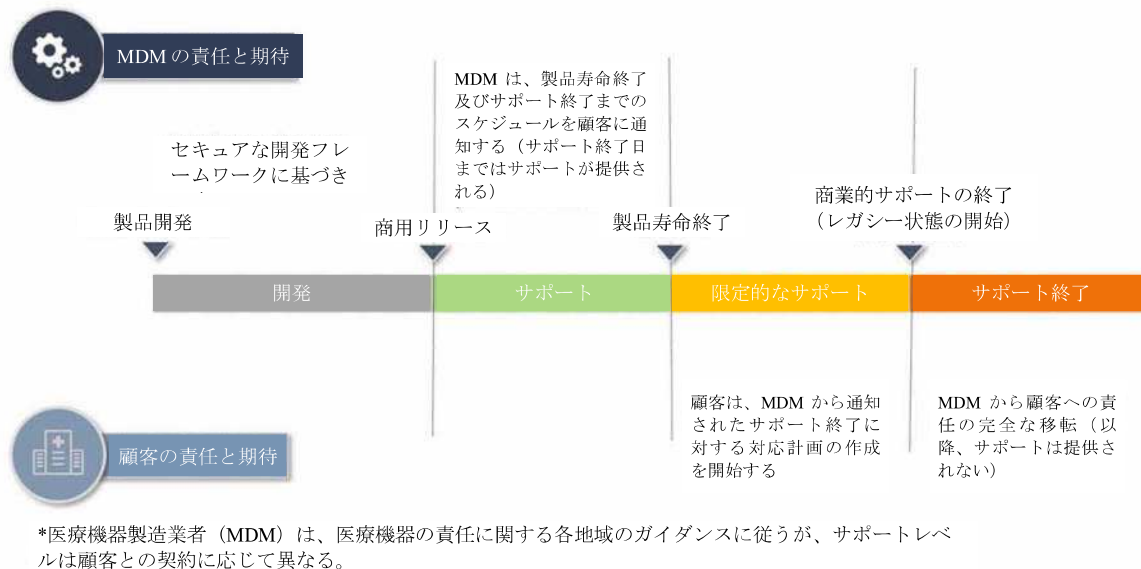 MDM の責任と期待
MDM は、製品寿命終了
及びサポート終了までの
スケジュールを顧客に通
知する（サポート終了日
まではサポートが提供さ
れる）
セキュアな開発フレ
ームワークに基づき
製品開発
商用リリース
製品寿命終了
商業的サポートの終了
（レガシー状態の開始）
開発
サポート
限定的なサポート
サポート終了
顧客は、MDM から通知
されたサポート終了に
対する対応計画の作成
を開始する
MDM から顧客への責
任の完全な移転（以
降、サポートは提供さ
れない）
顧客の責任と期待
*医療機器製造業者（MDM）は、医療機器の責任に関する各地域のガイダンスに従うが、サポートレベ
ルは顧客との契約に応じて異なる。